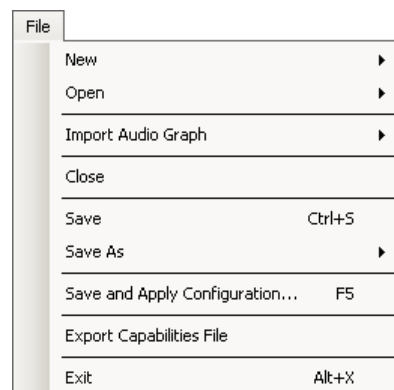 File
New
Open
Import Audio Graph
Close
Save Ctrl+S
Save As
Save and Apply Configuration... F5
Export Capabilities File
Exit Alt+X